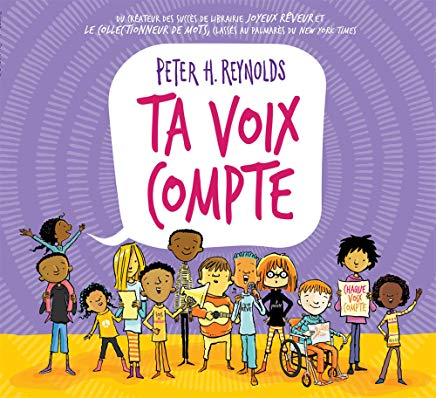 DU CRÉATEUR DES SUCCÈS DE LIBRAIRIE JOYEUX RÊVEUR ET
LE COLLECTIONNEUR DE MOTS, CLASSÉS AU PALMARÈS DU NEW YORK TIMES
PETER H. REYNOLDS
TA VOIX
COMPTE
CHAQUE
VOIX
COMPTE